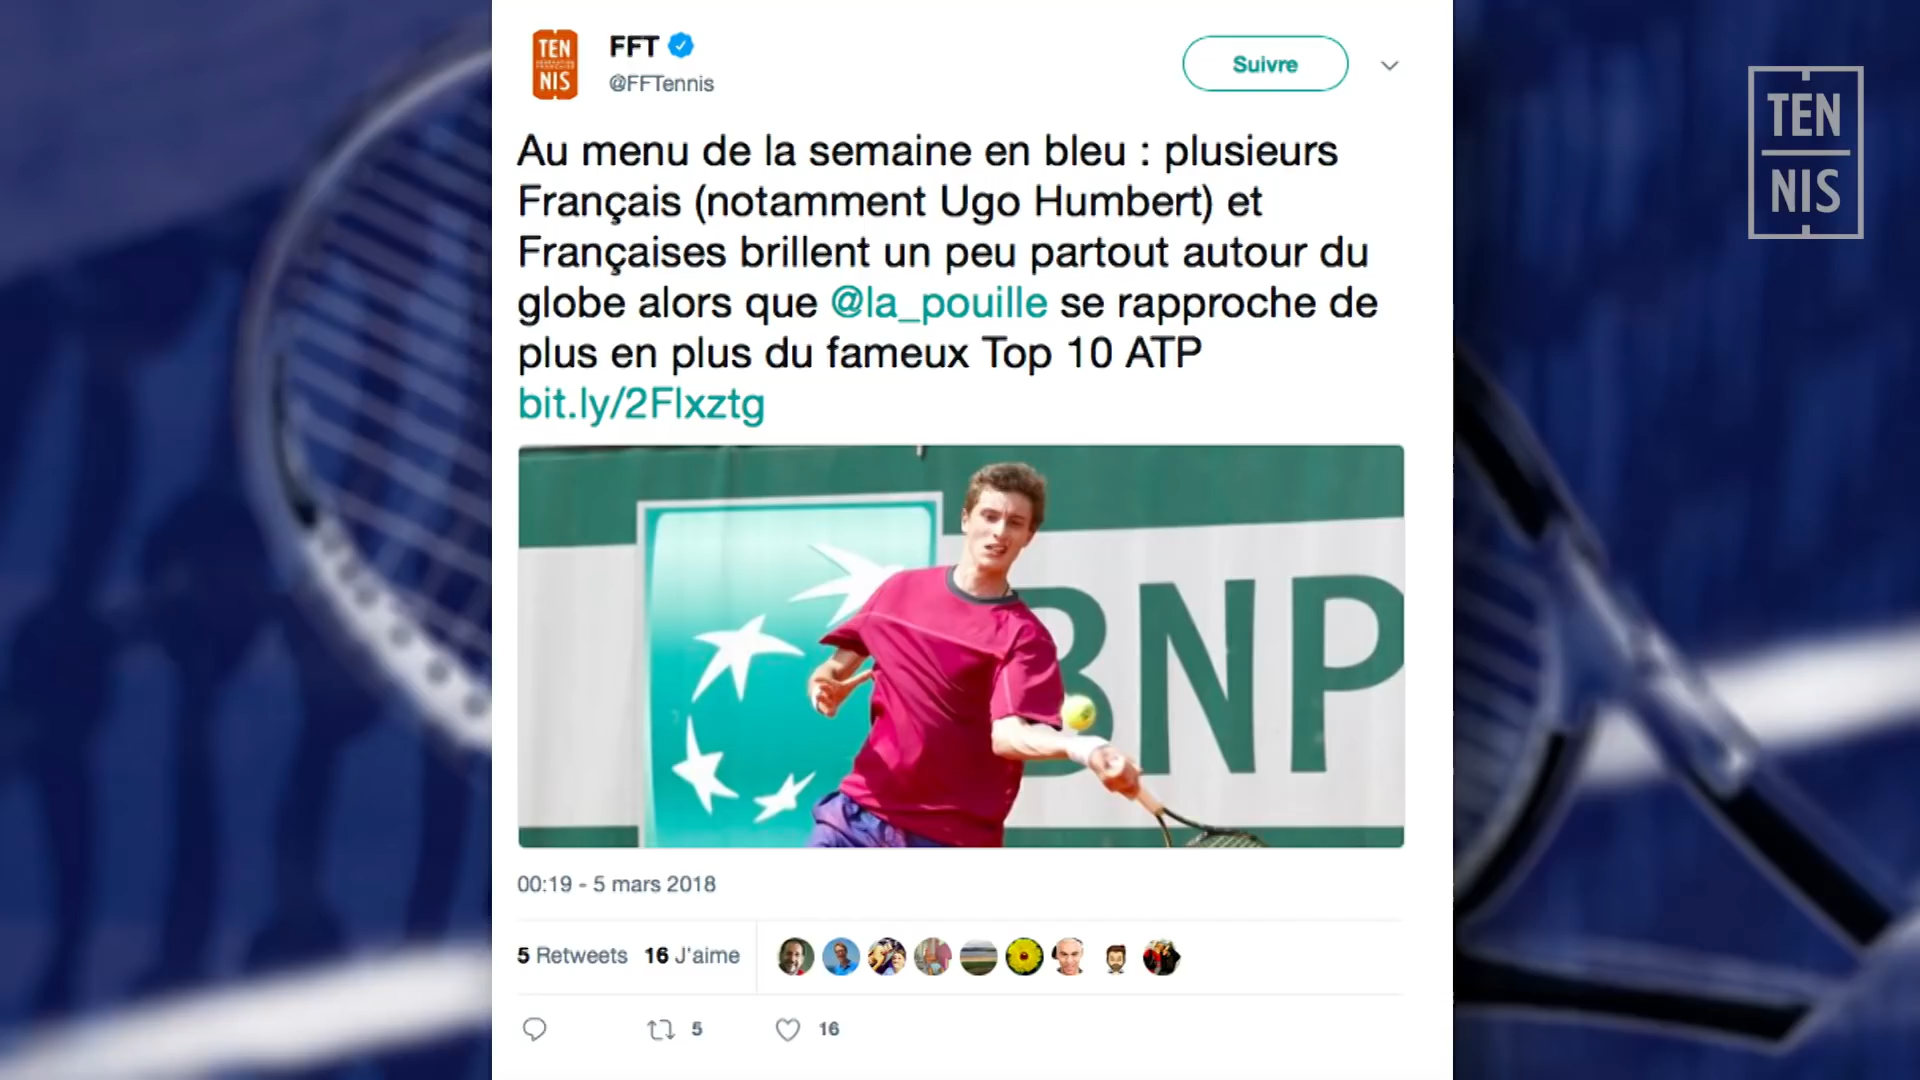 TEN
NIS
FFT
@FFTennis
Suivre
TEN
NIS
Au menu de la semaine en bleu : plusieurs
Français (notamment Ugo Humbert) et
Françaises brillent un peu partout autour du
globe alors que @la_pouille se rapproche de
plus en plus du fameux Top 10 ATP
bit.ly/2Flxztg
BNP
00:19 - 5 mars 2018
5 Retweets 16 J'aime
5 16